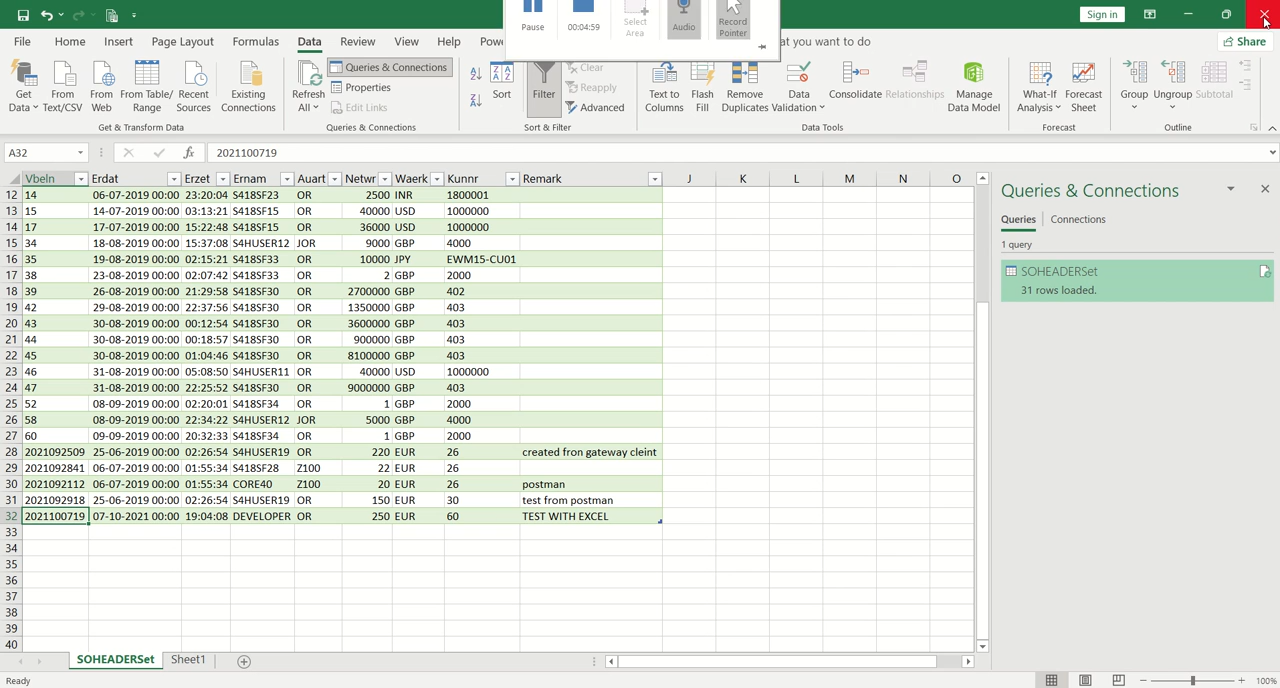 Sign in
Pause
00:04:59
Select Area
Audio
Record Pointer
File Home Insert Page Layout Formulas Data Review View Help at you want to do
Share
Get Data
From Text/CSV
From Web
From Table/ Range
Recent Sources
Existing Connections
Refresh All
Queries & Connections
Properties
Edit Links
Sort
Filter
Clear
Reapply
Advanced
Text to Columns
Flash Fill
Remove Duplicates
Data Validation
Consolidate
Relationships
Manage Data Model
What-If Analysis
Forecast Sheet
Group
Ungroup
Subtotal
Get & Transform Data
Queries & Connections
Sort & Filter
Data Tools
Forecast
Outline
A32 fx 2021100719
Vbeln Erdat Erzet Ernam Auart Netwr Waerk Kunnr Remark J K L M N O
12 14 06-07-2019 00:00 23:20:04 S418SF23 OR 2500 INR 1800001
13 15 14-07-2019 00:00 03:13:21 S418SF15 OR 40000 USD 1000000
14 17 17-07-2019 00:00 15:22:48 S418SF15 OR 36000 USD 1000000
15 34 18-08-2019 00:00 15:37:08 S4HUSER12 JOR 9000 GBP 4000
16 35 19-08-2019 00:00 02:15:21 S418SF33 OR 10000 JPY EWM15-CU01
17 38 23-08-2019 00:00 02:07:42 S418SF33 OR 2 GBP 2000
18 39 26-08-2019 00:00 21:29:58 S418SF30 OR 2700000 GBP 402
19 42 29-08-2019 00:00 22:37:56 S418SF30 OR 1350000 GBP 403
20 43 30-08-2019 00:00 00:12:54 S418SF30 OR 3600000 GBP 403
21 44 30-08-2019 00:00 00:18:57 S418SF30 OR 900000 GBP 403
22 45 30-08-2019 00:00 01:04:46 S418SF30 OR 8100000 GBP 403
23 46 31-08-2019 00:00 05:08:50 S4HUSER11 OR 40000 USD 1000000
24 47 31-08-2019 00:00 22:25:52 S418SF30 OR 9000000 GBP 403
25 52 08-09-2019 00:00 02:20:01 S418SF34 OR 1 GBP 2000
26 58 08-09-2019 00:00 22:34:22 S4HUSER12 JOR 5000 GBP 4000
27 60 09-09-2019 00:00 20:32:33 S418SF34 OR 1 GBP 2000
28 2021092509 25-06-2019 00:00 02:26:54 S4HUSER19 OR 220 EUR 26 created fron gateway cleint
29 2021092841 06-07-2019 00:00 01:55:34 S418SF28 Z100 22 EUR 26
30 2021092112 06-07-2019 00:00 01:55:34 CORE40 Z100 20 EUR 26 postman
31 2021092918 25-06-2019 00:00 02:26:54 S4HUSER19 OR 150 EUR 30 test from postman
32 2021100719 07-10-2021 00:00 19:04:08 DEVELOPER OR 250 EUR 60 TEST WITH EXCEL
33
34
35
36
37
38
39
40
Queries & Connections
Queries Connections
1 query
SOHEADERSet
31 rows loaded.
SOHEADERSet Sheet1
Ready
100%